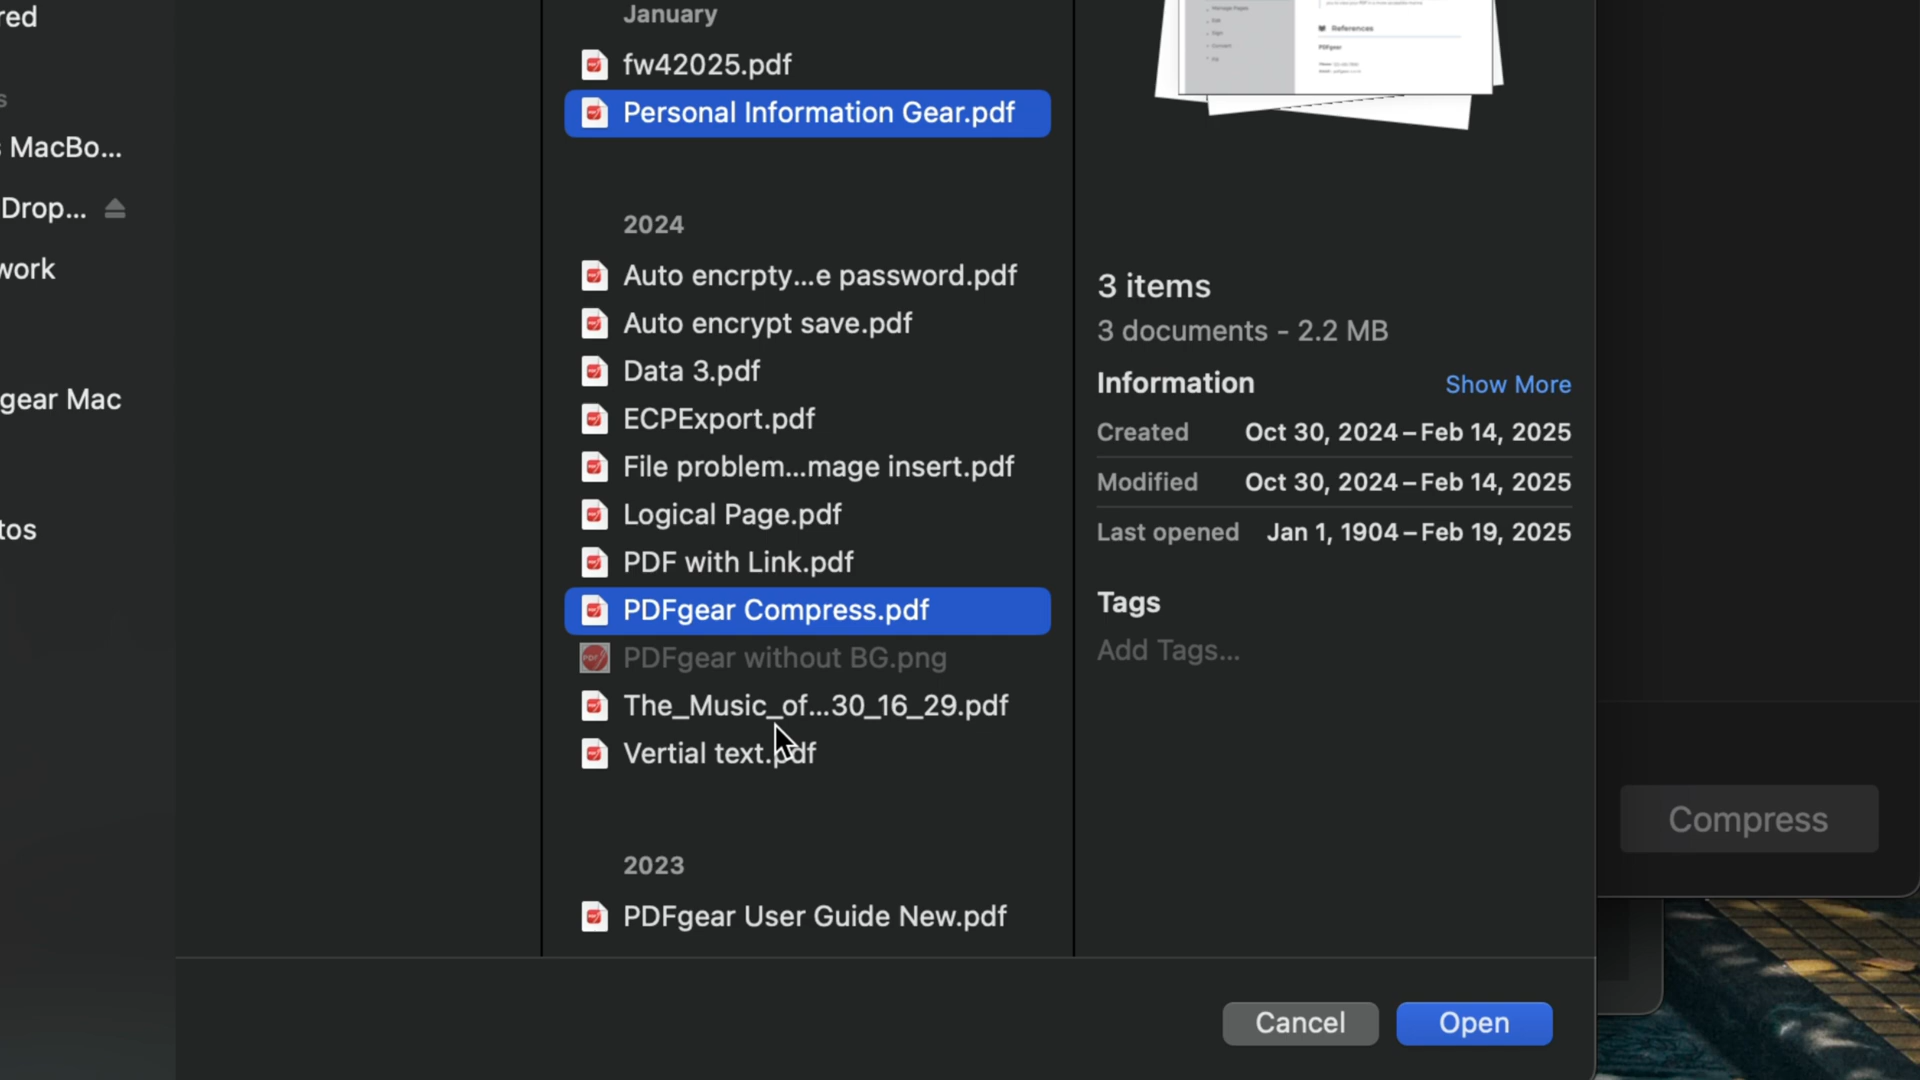 red
January
fw42025.pdf
Personal Information Gear.pdf
s
s MacBo...
Drop...
work
gear Mac
tos
2024
Auto encrpty...e password.pdf
Auto encrypt save.pdf
Data 3.pdf
ECPExport.pdf
File problem...mage insert.pdf
Logical Page.pdf
PDF with Link.pdf
PDFgear Compress.pdf
PDFgear without BG.png
The_Music_of...30_16_29.pdf
Vertial text.pdf
2023
PDFgear User Guide New.pdf
References
PDFgear
3 items
3 documents - 2.2 MB
Information Show More
Created Oct 30, 2024 – Feb 14, 2025
Modified Oct 30, 2024 – Feb 14, 2025
Last opened Jan 1, 1904 – Feb 19, 2025
Tags
Add Tags...
Compress
Cancel Open